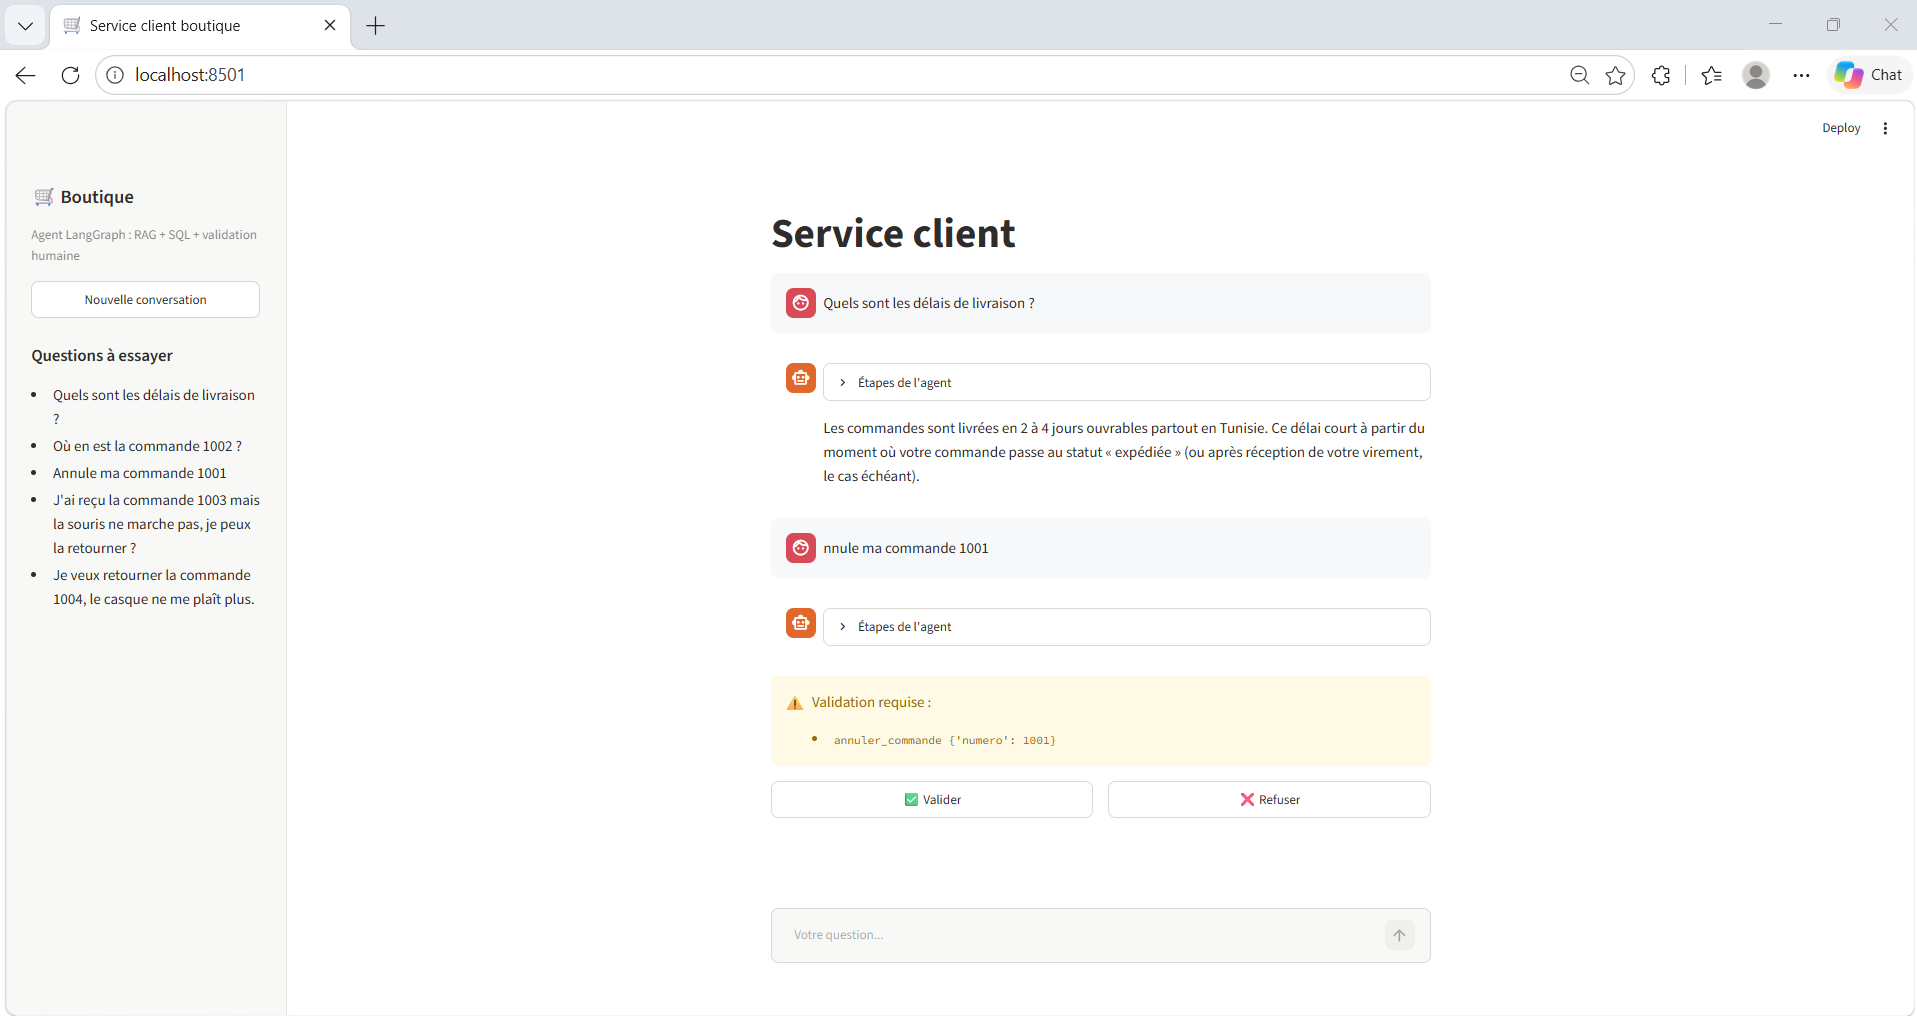 Service client boutique
localhost:8501
Chat
Deploy
Boutique
Agent LangGraph : RAG + SQL + validation
humaine
Nouvelle conversation
Questions à essayer
Quels sont les délais de livraison
?
Où en est la commande 1002 ?
Annule ma commande 1001
J'ai reçu la commande 1003 mais
la souris ne marche pas, je peux
la retourner ?
Je veux retourner la commande
1004, le casque ne me plaît plus.
Service client
Quels sont les délais de livraison ?
Étapes de l'agent
Les commandes sont livrées en 2 à 4 jours ouvrables partout en Tunisie. Ce délai court à partir du
moment où votre commande passe au statut « expédiée » (ou après réception de votre virement,
le cas échéant).
nnule ma commande 1001
Étapes de l'agent
Validation requise :
annuler_commande {'numero': 1001}
Valider
Refuser
Votre question...